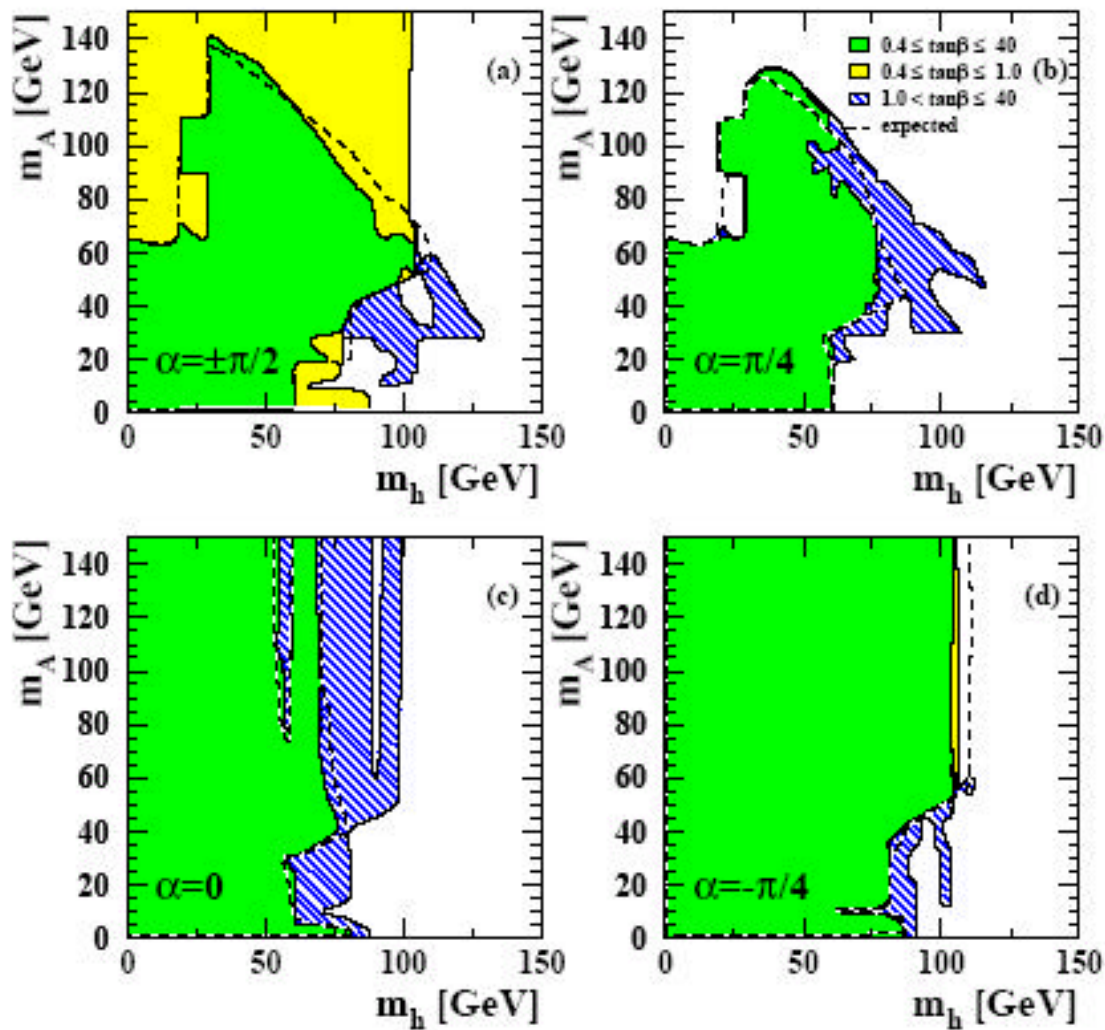 m_A [GeV]
140
120
100
80
60
40
20
0
(a)
α=±π/2
0 50 100 150
m_h [GeV]
m_A [GeV]
140
120
100
80
60
40
20
0
0.4 ≤ tanβ ≤ 40
0.4 ≤ tanβ ≤ 1.0
(b)
1.0 < tanβ ≤ 40
expected
α=π/4
0 50 100 150
m_h [GeV]
m_A [GeV]
140
120
100
80
60
40
20
0
(c)
α=0
0 50 100 150
m_h [GeV]
m_A [GeV]
140
120
100
80
60
40
20
0
(d)
α=-π/4
0 50 100 150
m_h [GeV]